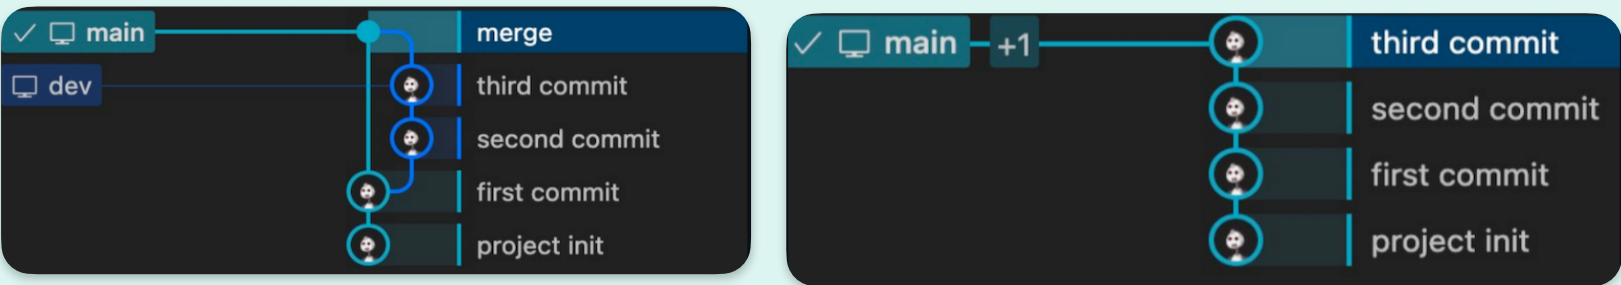 main
merge
dev
third commit
second commit
first commit
project init
main +1
third commit
second commit
first commit
project init